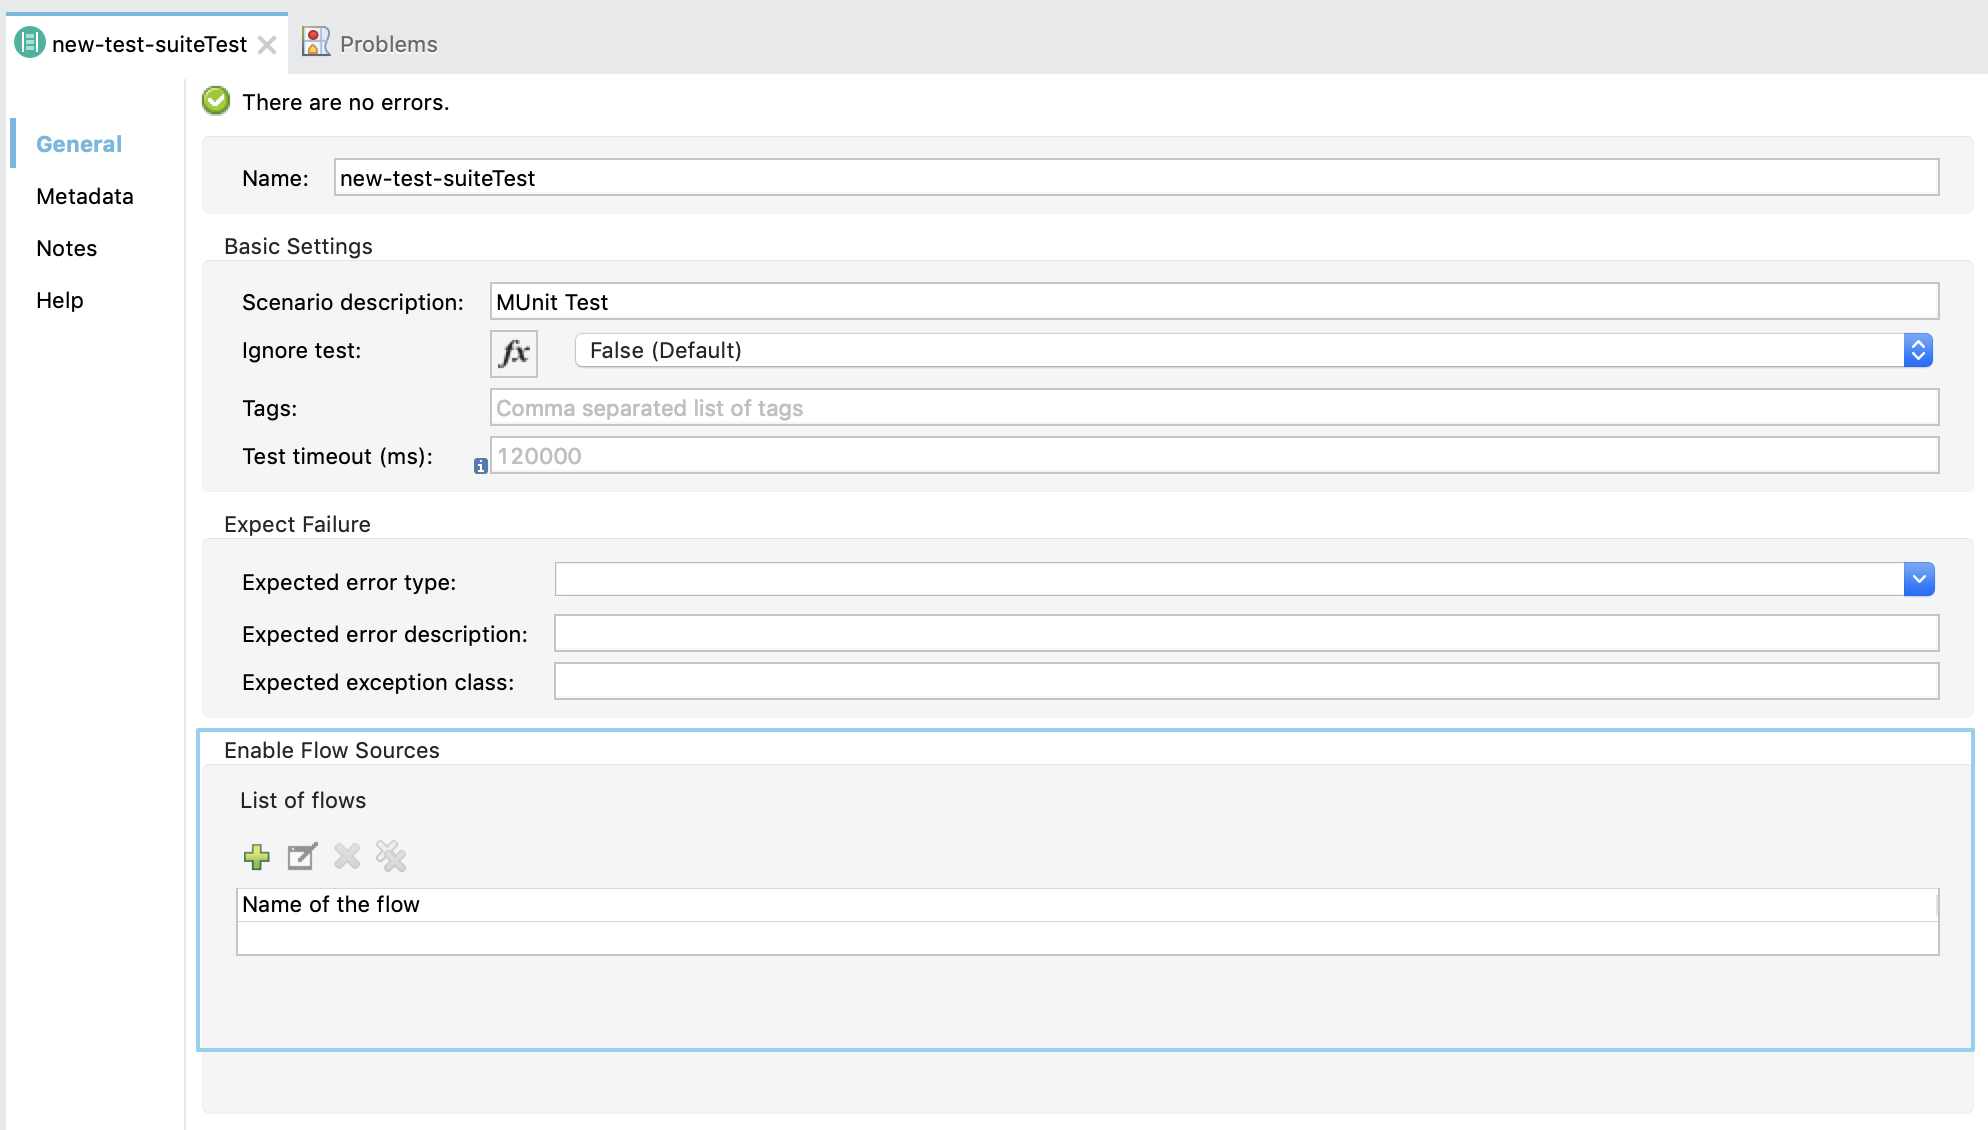 new-test-suiteTest
Problems
There are no errors.
General
Metadata
Notes
Help
Name: new-test-suiteTest
Basic Settings
Scenario description: MUnit Test
Ignore test: fx False (Default)
Tags: Comma separated list of tags
Test timeout (ms): 120000
Expect Failure
Expected error type:
Expected error description:
Expected exception class:
Enable Flow Sources
List of flows
Name of the flow